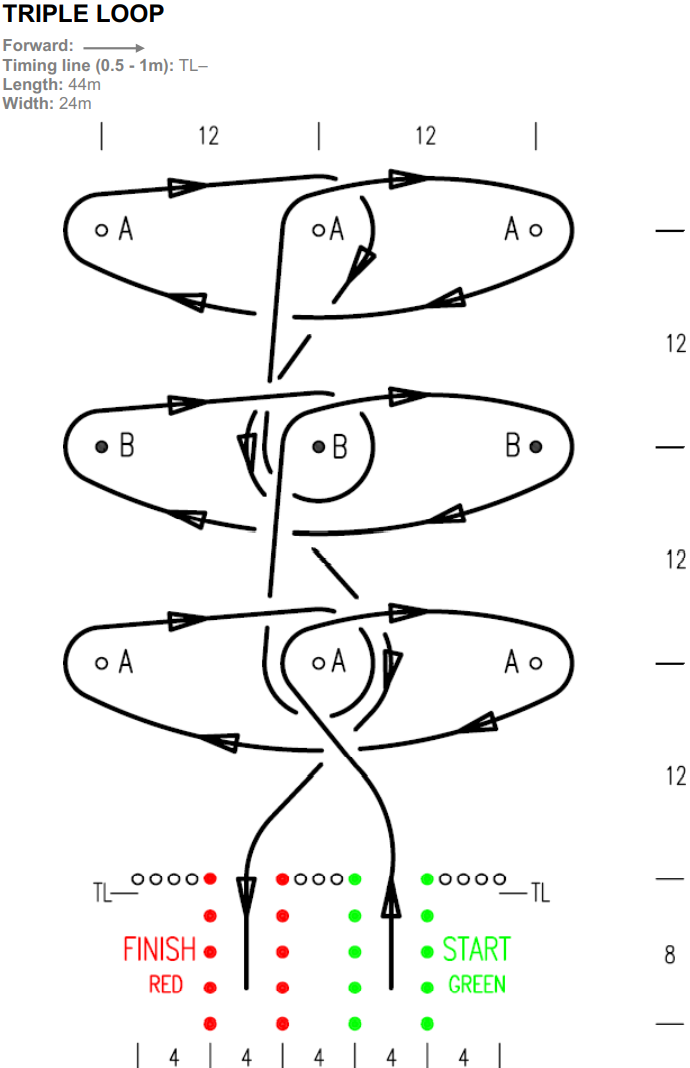 TRIPLE LOOP
Forward:
Timing line (0.5 - 1m): TL–
Length: 44m
Width: 24m
12 12
A A A
12
B B B
12
A A A
12
TL TL
FINISH START
8
RED GREEN
4 4 4 4 4